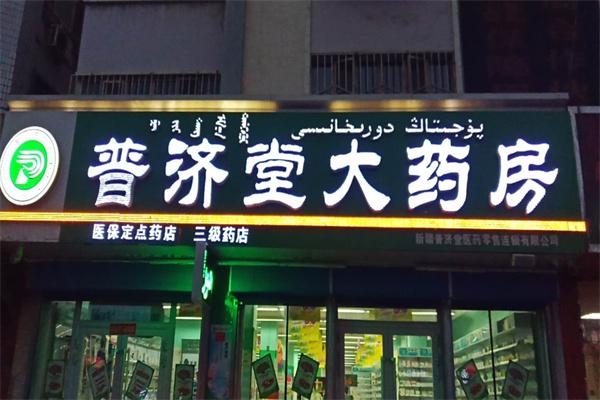 پۇجىتاڭ دورىخانىسى
普济堂大药房
医保定点药店 三级药店
新疆普济堂医药零售连锁有限公司